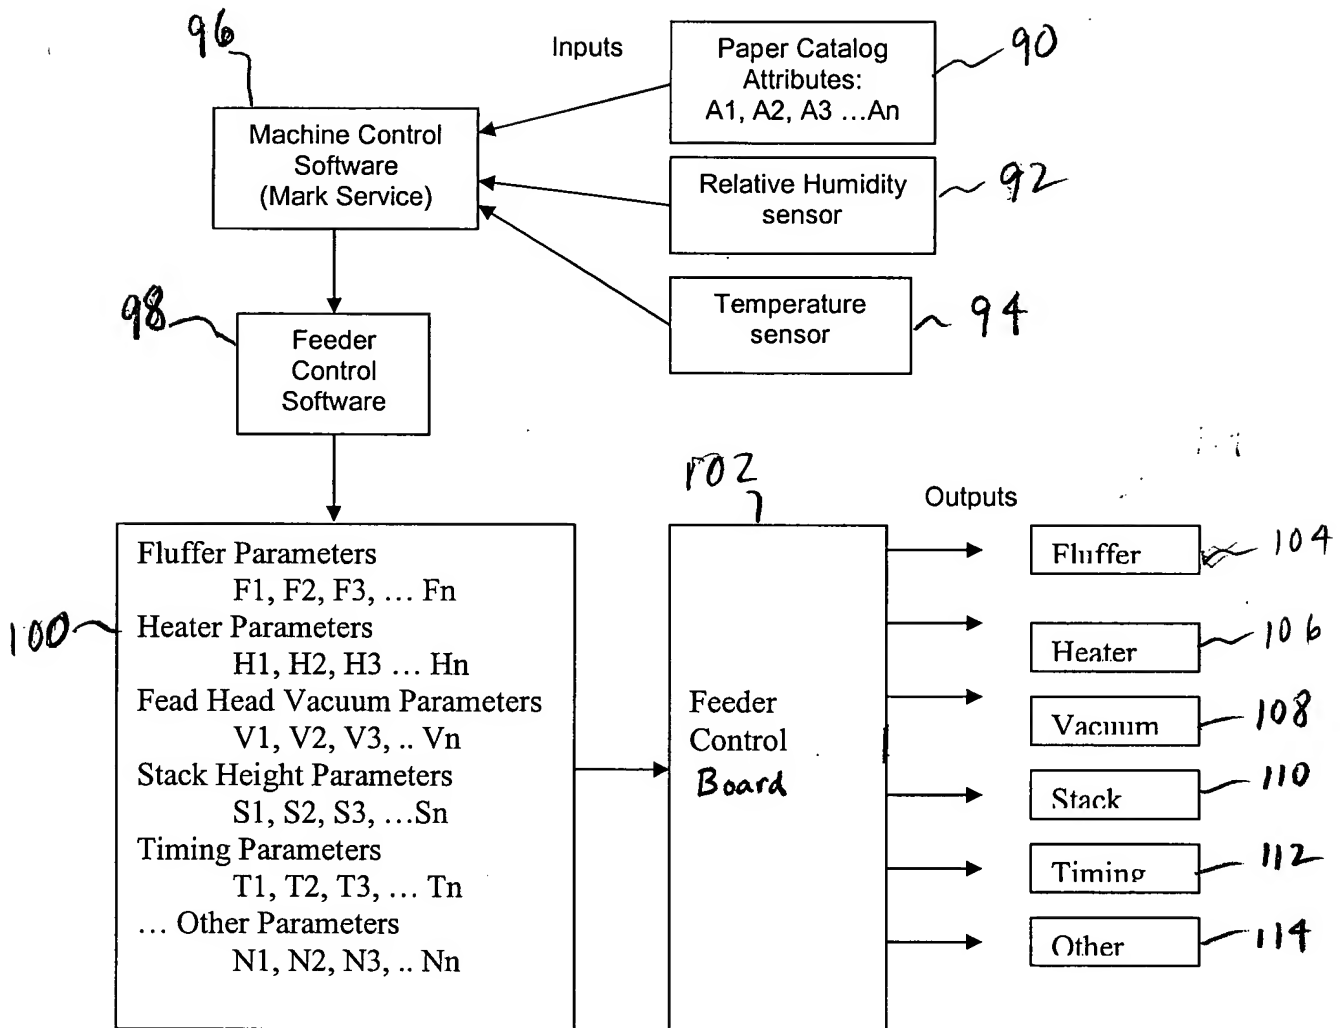 96
Inputs
Paper Catalog
Attributes:
A1, A2, A3 ...An
90
Machine Control
Software
(Mark Service)
Relative Humidity
sensor
92
98
Feeder
Control
Software
Temperature
sensor
94
102
Outputs
100
Fluffer Parameters
F1, F2, F3, ... Fn
Heater Parameters
H1, H2, H3 ... Hn
Fead Head Vacuum Parameters
V1, V2, V3, .. Vn
Stack Height Parameters
S1, S2, S3, ...Sn
Timing Parameters
T1, T2, T3, ... Tn
... Other Parameters
N1, N2, N3, .. Nn
Feeder
Control
Board
Fluffer
104
Heater
106
Vacuum
108
Stack
110
Timing
112
Other
114